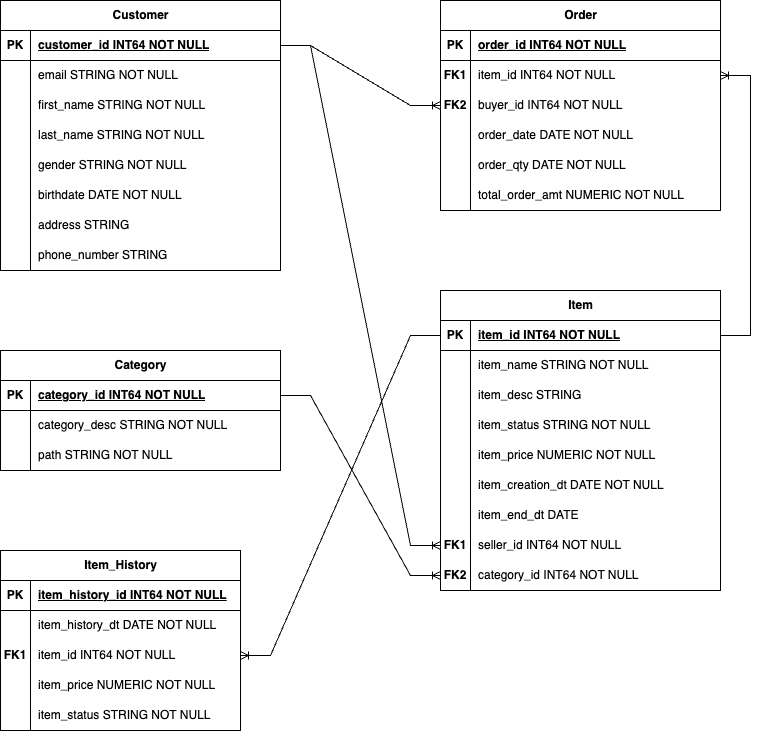 Customer
PK customer_id INT64 NOT NULL
email STRING NOT NULL
first_name STRING NOT NULL
last_name STRING NOT NULL
gender STRING NOT NULL
birthdate DATE NOT NULL
address STRING
phone_number STRING
Order
PK order_id INT64 NOT NULL
FK1 item_id INT64 NOT NULL
FK2 buyer_id INT64 NOT NULL
order_date DATE NOT NULL
order_qty DATE NOT NULL
total_order_amt NUMERIC NOT NULL
Category
PK category_id INT64 NOT NULL
category_desc STRING NOT NULL
path STRING NOT NULL
Item
PK item_id INT64 NOT NULL
item_name STRING NOT NULL
item_desc STRING
item_status STRING NOT NULL
item_price NUMERIC NOT NULL
item_creation_dt DATE NOT NULL
item_end_dt DATE
FK1 seller_id INT64 NOT NULL
FK2 category_id INT64 NOT NULL
Item_History
PK item_history_id INT64 NOT NULL
item_history_dt DATE NOT NULL
FK1 item_id INT64 NOT NULL
item_price NUMERIC NOT NULL
item_status STRING NOT NULL